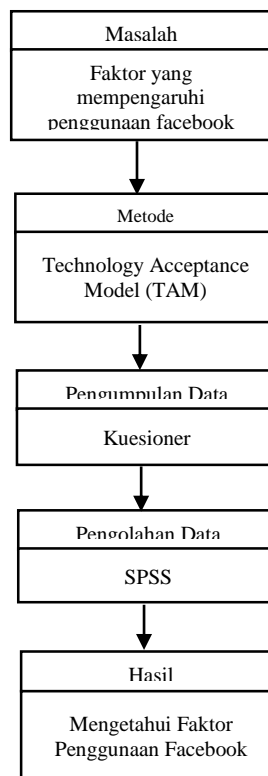 Masalah
Faktor yang
mempengaruhi
penggunaan facebook
Metode
Technology Acceptance
Model (TAM)
Pengumpulan Data
Kuesioner
Pengolahan Data
SPSS
Hasil
Mengetahui Faktor
Penggunaan Facebook